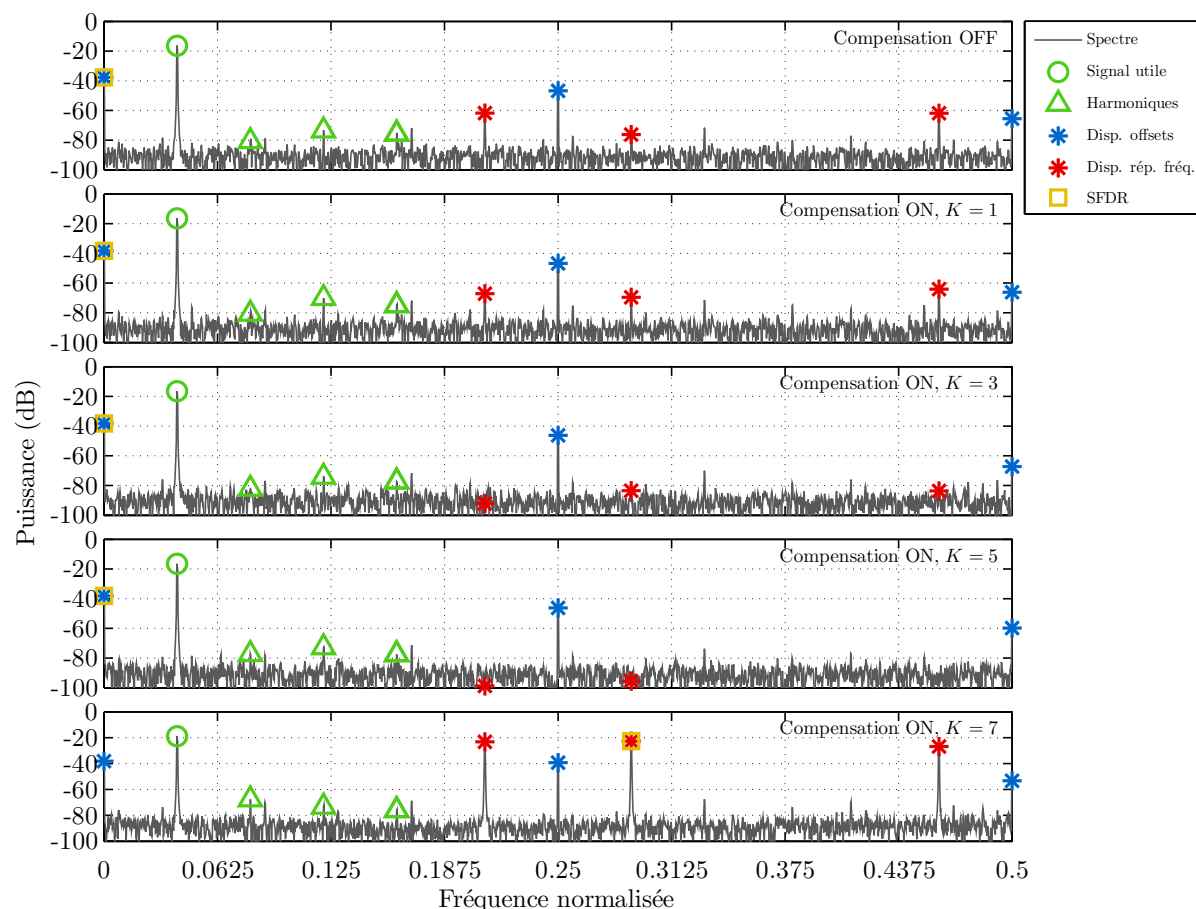 Puissance (dB)
0
-20
-40
-60
-80
-100
Compensation OFF
0
-20
-40
-60
-80
-100
Compensation ON, K = 1
0
-20
-40
-60
-80
-100
Compensation ON, K = 3
0
-20
-40
-60
-80
-100
Compensation ON, K = 5
0
-20
-40
-60
-80
-100
Compensation ON, K = 7
0 0.0625 0.125 0.1875 0.25 0.3125 0.375 0.4375 0.5
Fréquence normalisée
Spectre
Signal utile
Harmoniques
Disp. offsets
Disp. rép. fréq.
SFDR